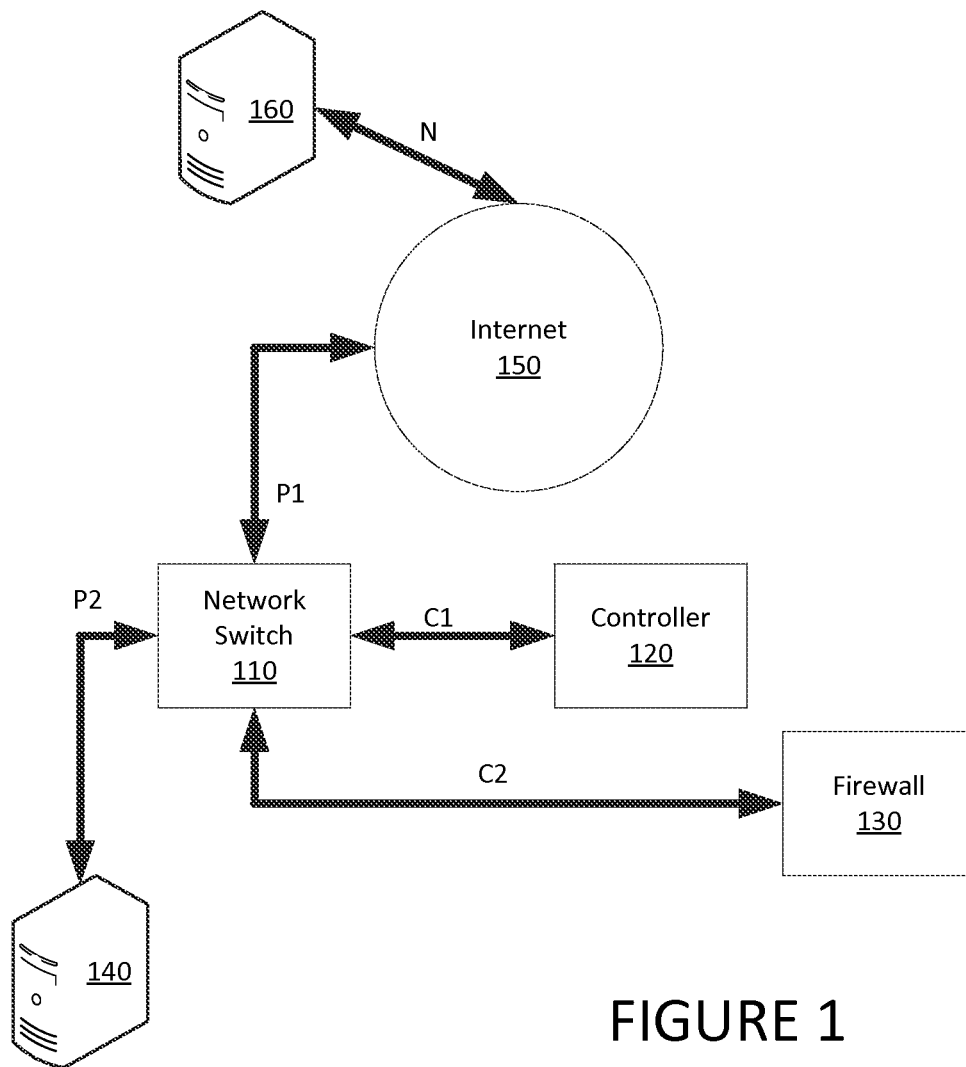 160
N
Internet
150
P1
P2
Network
Switch
110
C1
Controller
120
C2
Firewall
130
140
FIGURE 1